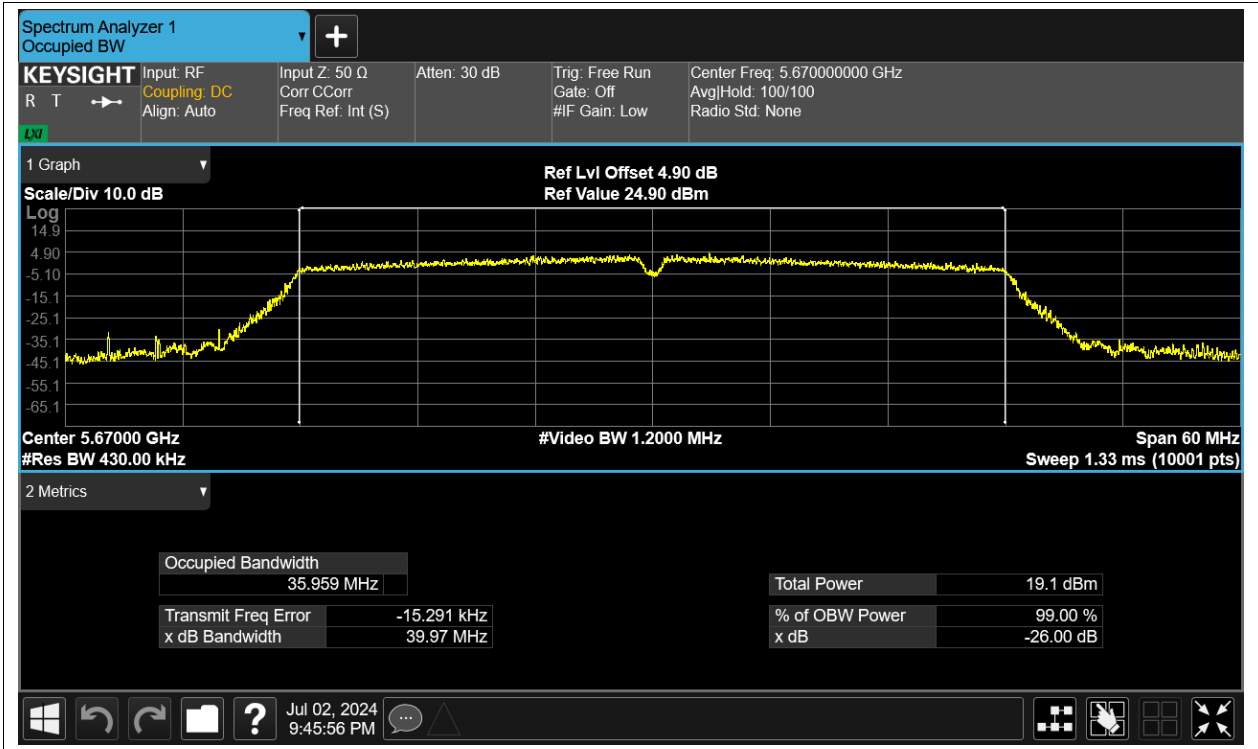 Spectrum Analyzer 1
Occupied BW
▼
+
KEYSIGHT
R T
LXI
Input: RF
Coupling: DC
Align: Auto
Input Z: 50 Ω
Corr CCorr
Freq Ref: Int (S)
Atten: 30 dB
Trig: Free Run
Gate: Off
#IF Gain: Low
Center Freq: 5.670000000 GHz
Avg|Hold: 100/100
Radio Std: None
1 Graph ▼
Scale/Div 10.0 dB
Ref Lvl Offset 4.90 dB
Ref Value 24.90 dBm
Log
14.9
4.90
-5.10
-15.1
-25.1
-35.1
-45.1
-55.1
-65.1
Center 5.67000 GHz
#Res BW 430.00 kHz
#Video BW 1.2000 MHz
Span 60 MHz
Sweep 1.33 ms (10001 pts)
2 Metrics ▼
Occupied Bandwidth
35.959 MHz
Transmit Freq Error -15.291 kHz
x dB Bandwidth 39.97 MHz
Total Power 19.1 dBm
% of OBW Power 99.00 %
x dB -26.00 dB
?
Jul 02, 2024
9:45:56 PM